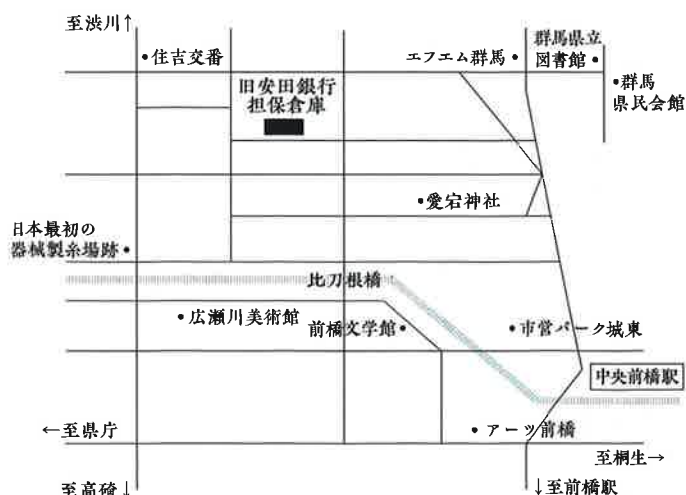 至渋川↑
•住吉交番
エフエム群馬•
群馬県立
図書館•
•群馬
県民会館
旧安田銀行
担保倉庫
•愛宕神社
日本最初の
器械製糸場跡•
比刀根橋
•広瀬川美術館
前橋文学館•
•市営パーク城東
中央前橋駅
←至県庁
•アーツ前橋
至桐生→
至高碕↓
↓至前橋駅